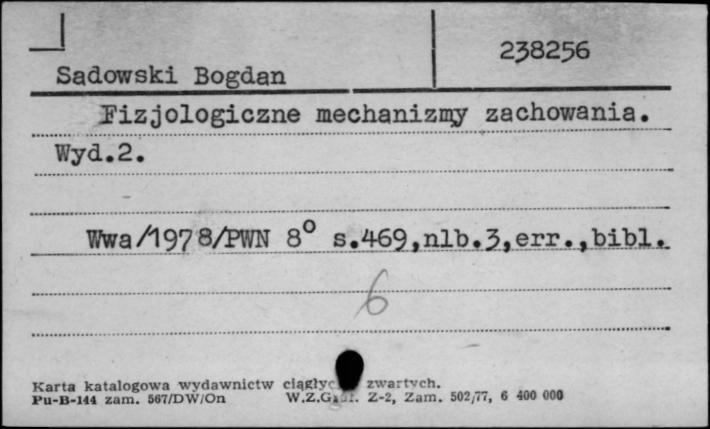 238256
Sadowski Bogdan
Fizjologiczne mechanizmy zachowania.
Wyd.2.
Wwa/1978/PWN 8° s.469,nlb.3,err.,bibl.
6
Karta katalogowa wydawnictw zwartych.
Pu-B-144 zam. 567/DW/On W.Z.Graf. Z-2, Zam. 502/77, 6 400 000